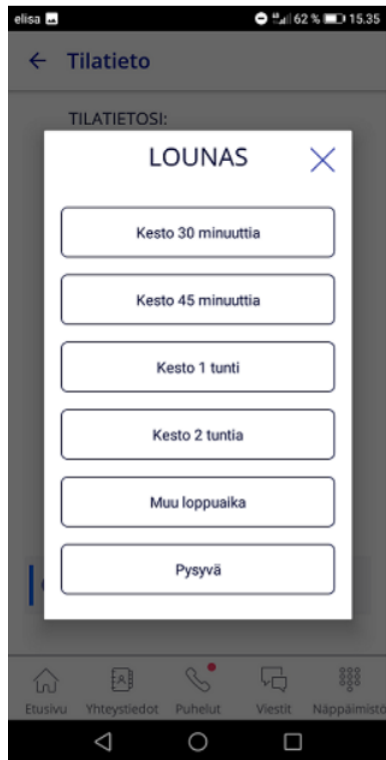 elisa 62 % 15.35
Tilatieto
TILATIETOSI:
LOUNAS
Kesto 30 minuuttia
Kesto 45 minuuttia
Kesto 1 tunti
Kesto 2 tuntia
Muu loppuaika
Pysyvä
Etusivu Yhteystiedot Puhelut Viestit Näppäimistö